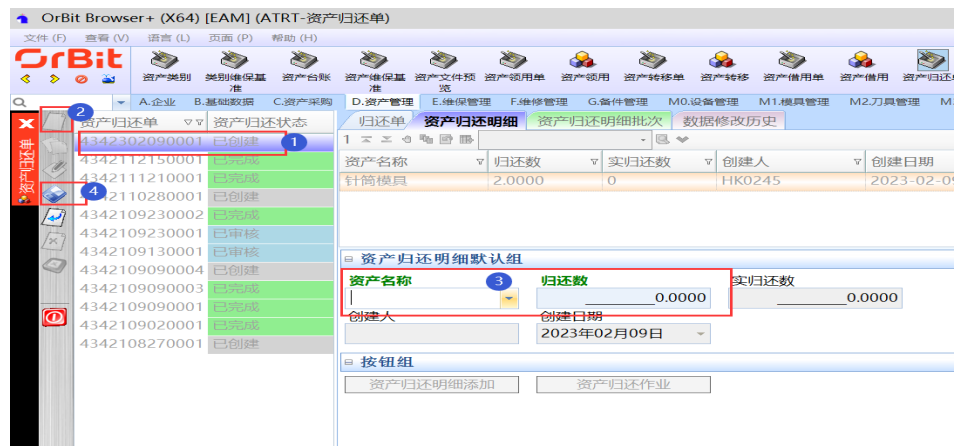 OrBit Browser+ (X64) [EAM] (ATRT-资产归还单)
文件 (F) 查看 (V) 语言 (L) 页面 (P) 帮助 (H)
OrBit
资产类别 类别维保基准 资产台账 资产维保基准 资产文件预览 资产领用单 资产领用 资产转移单 资产转移 资产借用单 资产借用 资产归还单
A.企业 B.基础数据 C.资产采购 D.资产管理 E.维保管理 F.维修管理 G.备件管理 M0.设备管理 M1.模具管理 M2.刀具管理 M
资产归还单
2
资产归还单 资产归还状态
4342302090001 已创建 1
4342112150001 已完成
4342111210001 已完成
4342110280001 已创建
4
4342109230002 已完成
4342109230001 已审核
4342109130001 已审核
4342109090004 已创建
4342109090003 已完成
4342109090001 已完成
4342109020001 已完成
4342108270001 已创建
归还单 资产归还明细 资产归还明细批次 数据修改历史
1
资产名称 归还数 实归还数 创建人 创建日期
针筒模具 2.0000 0 HK0245 2023-02-09
资产归还明细默认组
资产名称 3 归还数 实归还数
0.0000 0.0000
创建人 创建日期
2023年02月09日
按钮组
资产归还明细添加 资产归还作业